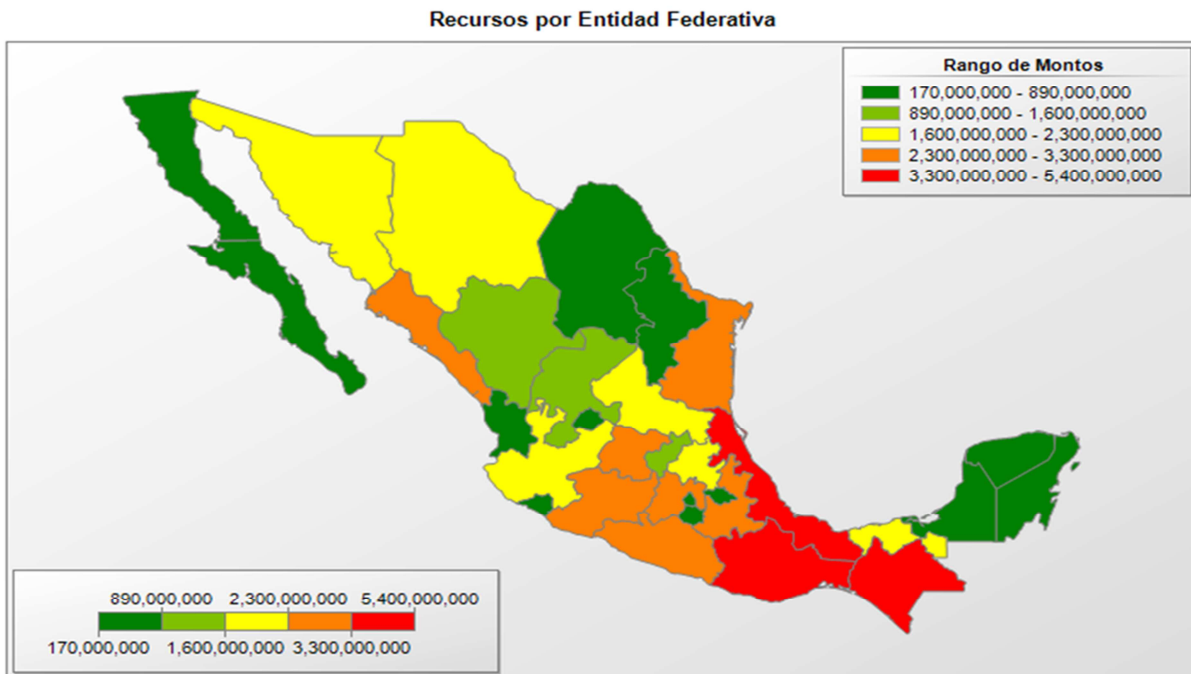 Recursos por Entidad Federativa
Rango de Montos
170,000,000 - 890,000,000
890,000,000 - 1,600,000,000
1,600,000,000 - 2,300,000,000
2,300,000,000 - 3,300,000,000
3,300,000,000 - 5,400,000,000
890,000,000 2,300,000,000 5,400,000,000
170,000,000 1,600,000,000 3,300,000,000